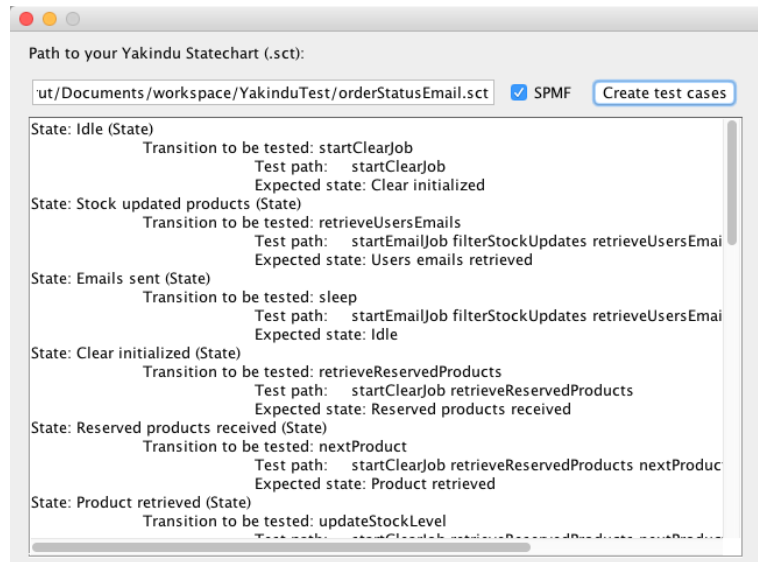 Path to your Yakindu Statechart (.sct):
ut/Documents/workspace/YakinduTest/orderStatusEmail.sct SPMF Create test cases
State: Idle (State)
Transition to be tested: startClearJob
Test path: startClearJob
Expected state: Clear initialized
State: Stock updated products (State)
Transition to be tested: retrieveUsersEmails
Test path: startEmailJob filterStockUpdates retrieveUsersEmai
Expected state: Users emails retrieved
State: Emails sent (State)
Transition to be tested: sleep
Test path: startEmailJob filterStockUpdates retrieveUsersEmai
Expected state: Idle
State: Clear initialized (State)
Transition to be tested: retrieveReservedProducts
Test path: startClearJob retrieveReservedProducts
Expected state: Reserved products received
State: Reserved products received (State)
Transition to be tested: nextProduct
Test path: startClearJob retrieveReservedProducts nextProduc
Expected state: Product retrieved
State: Product retrieved (State)
Transition to be tested: updateStockLevel